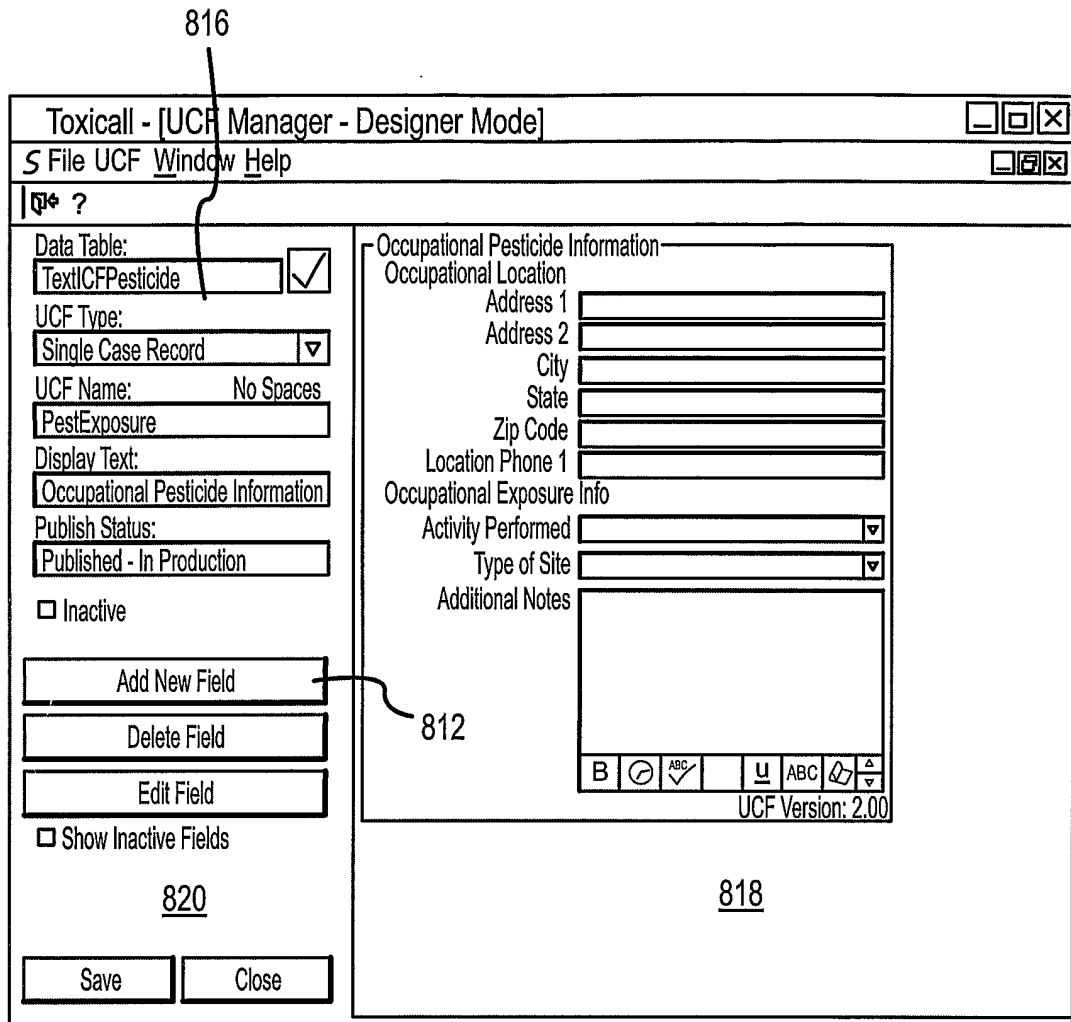 816
Toxicall - [UCF Manager - Designer Mode]
S File UCF Window Help
?
Data Table:
TextICFPesticide
UCF Type:
Single Case Record
UCF Name: No Spaces
PestExposure
Display Text:
Occupational Pesticide Information
Publish Status:
Published - In Production
Inactive
Add New Field
812
Delete Field
Edit Field
Show Inactive Fields
820
Save Close
Occupational Pesticide Information
Occupational Location
Address 1
Address 2
City
State
Zip Code
Location Phone 1
Occupational Exposure Info
Activity Performed
Type of Site
Additional Notes
B ABC u ABC
UCF Version: 2.00
818